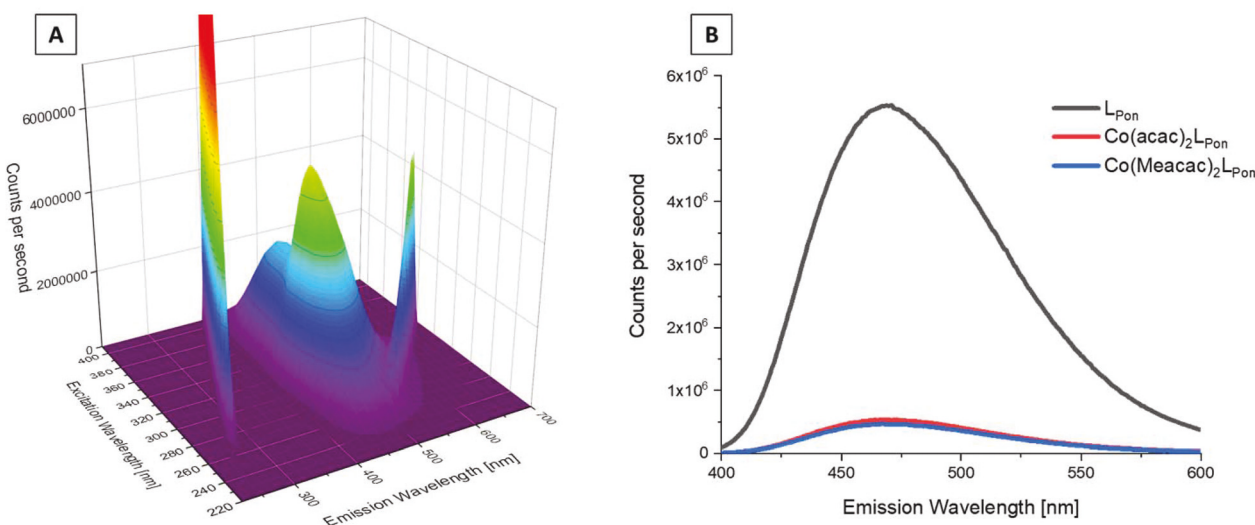 A
Counts per second
6000000
4000000
2000000
0
400
380
360
340
320
300
280
260
240
220
Excitation Wavelength [nm]
300
400
500
600
700
Emission Wavelength [nm]
B
6x10⁶
5x10⁶
4x10⁶
3x10⁶
2x10⁶
1x10⁶
0
Counts per second
L_Pon
Co(acac)₂L_Pon
Co(Meacac)₂L_Pon
400
450
500
550
600
Emission Wavelength [nm]